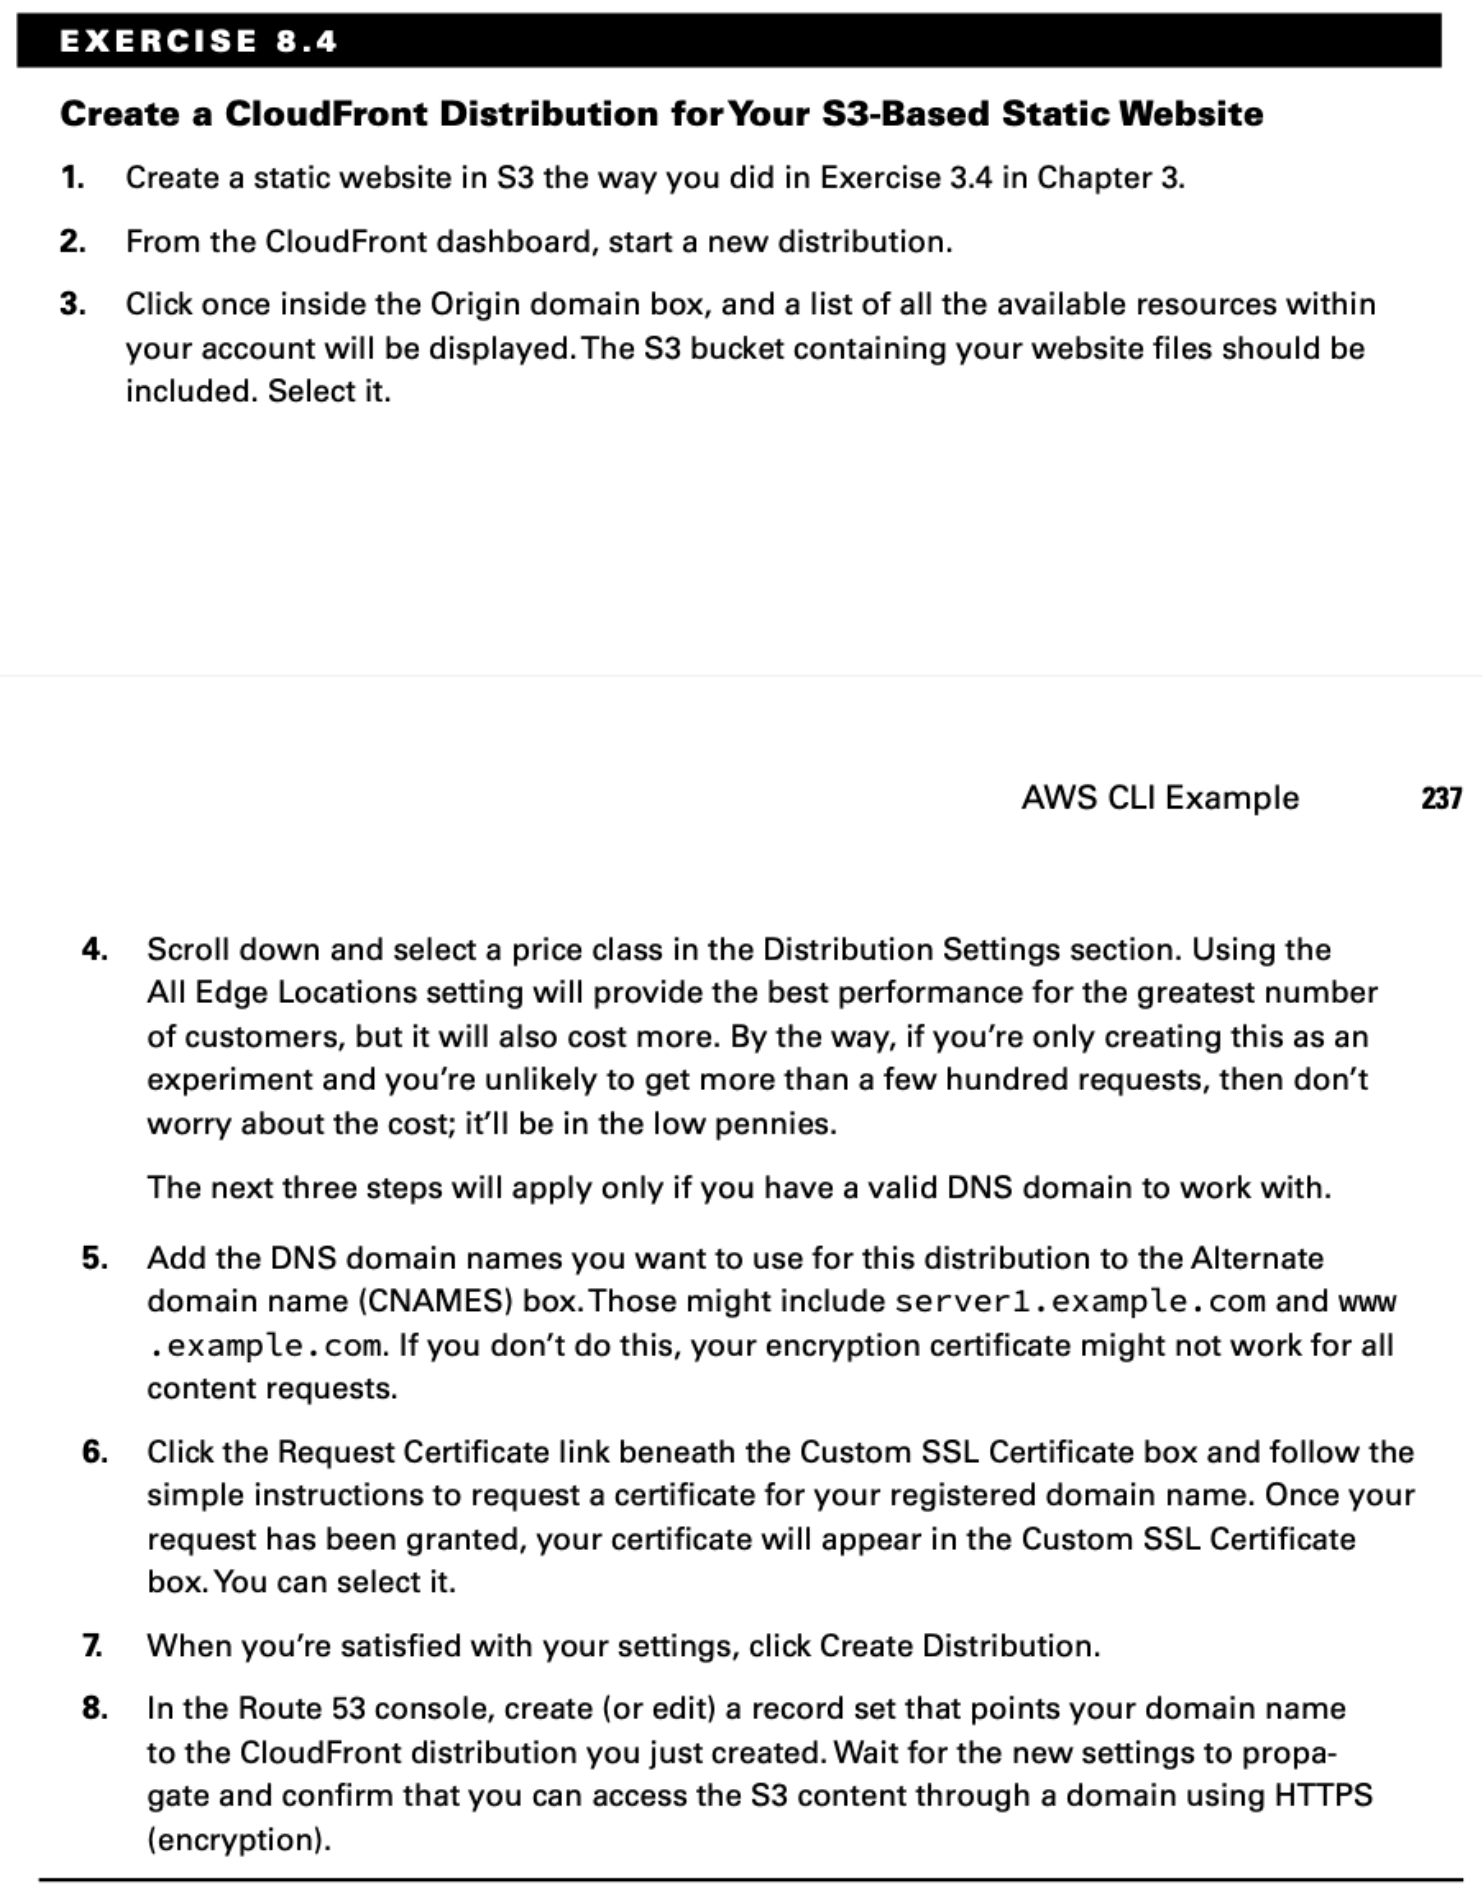 EXERCISE 8.4
Create a CloudFront Distribution for Your S3-Based Static Website
1. Create a static website in S3 the way you did in Exercise 3.4 in Chapter 3.
2. From the CloudFront dashboard, start a new distribution.
3. Click once inside the Origin domain box, and a list of all the available resources within
your account will be displayed. The S3 bucket containing your website files should be
included. Select it.
AWS CLI Example 237
4. Scroll down and select a price class in the Distribution Settings section. Using the
All Edge Locations setting will provide the best performance for the greatest number
of customers, but it will also cost more. By the way, if you’re only creating this as an
experiment and you’re unlikely to get more than a few hundred requests, then don’t
worry about the cost; it’ll be in the low pennies.
The next three steps will apply only if you have a valid DNS domain to work with.
5. Add the DNS domain names you want to use for this distribution to the Alternate
domain name (CNAMES) box. Those might include server1.example.com and www
.example.com. If you don’t do this, your encryption certificate might not work for all
content requests.
6. Click the Request Certificate link beneath the Custom SSL Certificate box and follow the
simple instructions to request a certificate for your registered domain name. Once your
request has been granted, your certificate will appear in the Custom SSL Certificate
box. You can select it.
7. When you’re satisfied with your settings, click Create Distribution.
8. In the Route 53 console, create (or edit) a record set that points your domain name
to the CloudFront distribution you just created. Wait for the new settings to propa-
gate and confirm that you can access the S3 content through a domain using HTTPS
(encryption).